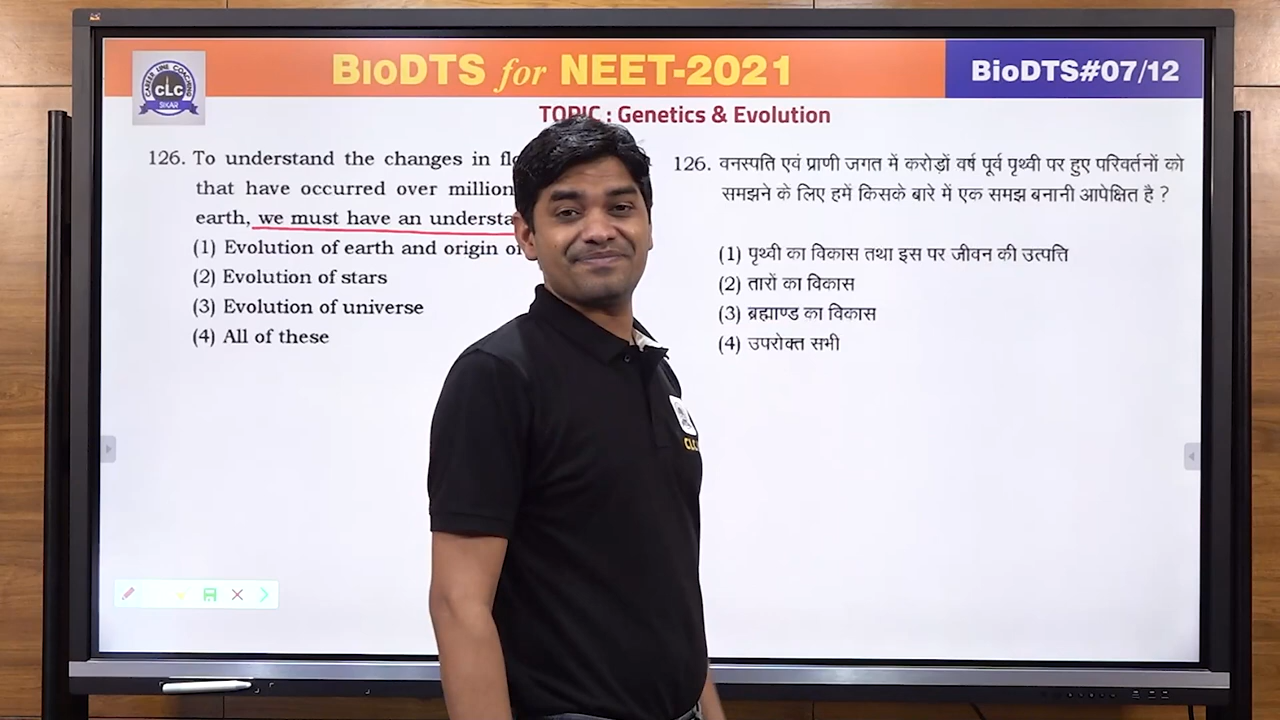 BIODTS for NEET-2021
BioDTS#07/12
CAREER LINE COACHING
CLC
SIKAR
TOPIC : Genetics & Evolution
126. To understand the changes in
that have occurred over million
earth, we must have an
(1) Evolution of earth and origin
(2) Evolution of stars
(3) Evolution of universe
(4) All of these
126. वनस्पति एवं प्राणी जगत में करोड़ों वर्ष पूर्व पृथ्वी पर हुए परिवर्तनों को
समझने के लिए हमें किसके बारे में एक समझ बनानी आपेक्षित है ?
(1) पृथ्वी का विकास तथा इस पर जीवन की उत्पत्ति
(2) तारों का विकास
(3) ब्रह्माण्ड का विकास
(4) उपरोक्त सभी
CLC